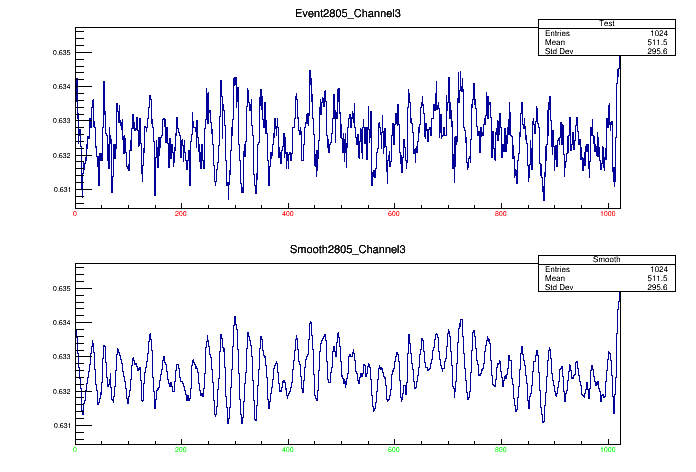 Event2805_Channel3
Test
Entries 1024
Mean 511.5
Std Dev 295.6
0.635
0.634
0.633
0.632
0.631
0 200 400 600 800 1000
Smooth2805_Channel3
Smooth
Entries 1024
Mean 511.5
Std Dev 295.6
0.635
0.634
0.633
0.632
0.631
0 200 400 600 800 1000